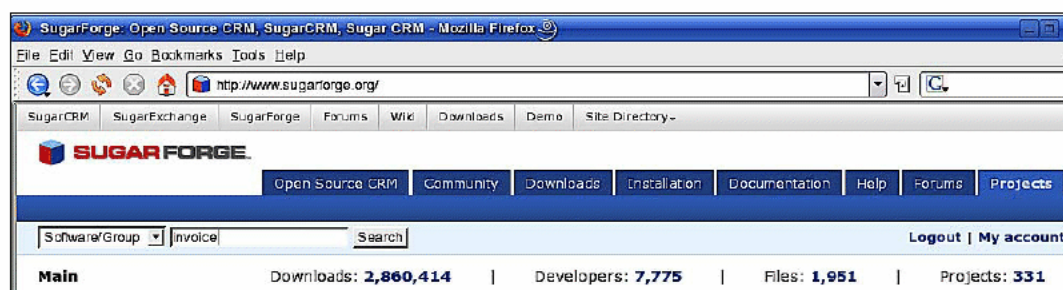 SugarForge: Open Source CRM, SugarCRM, Sugar CRM - Mozilla Firefox
File Edit View Go Bookmarks Tools Help
http://www.sugarforge.org/ G
SugarCRM SugarExchange SugarForge Forums Wiki Downloads Demo Site Directory
SUGAR FORGE
Open Source CRM Community Downloads Installation Documentation Help Forums Projects
Software/Group invoice Search Logout | My account
Main Downloads: 2,860,414 | Developers: 7,775 | Files: 1,951 | Projects: 331